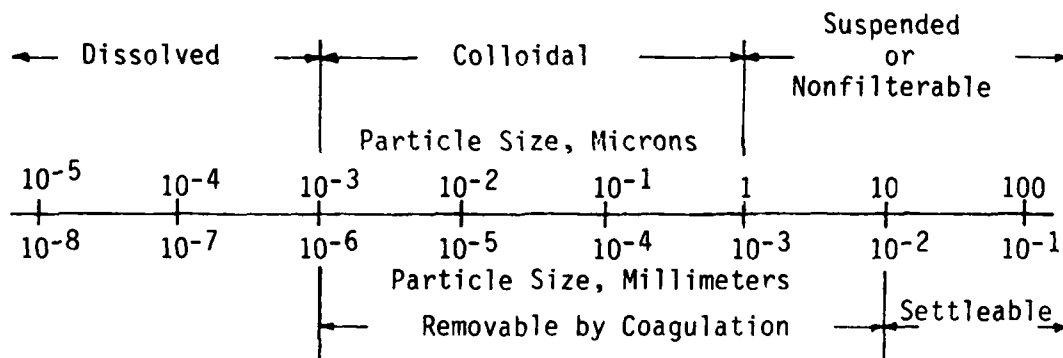 Suspended
Dissolved Colloidal or
Nonfilterable
Particle Size, Microns
10-5 10-4 10-3 10-2 10-1 1 10 100
10-8 10-7 10-6 10-5 10-4 10-3 10-2 10-1
Particle Size, Millimeters
Removable by Coagulation Settleable